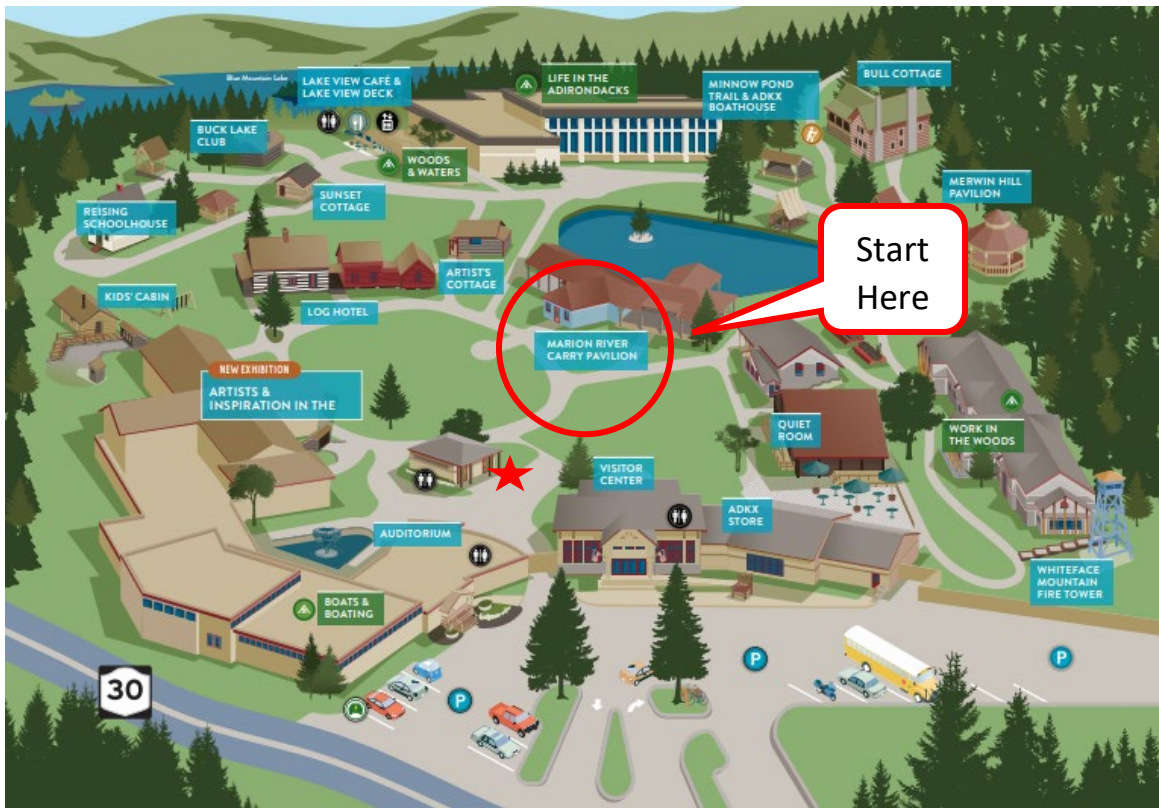 Blue Mountain Lake
LAKE VIEW CAFÉ &
LAKE VIEW DECK
LIFE IN THE
ADIRONDACKS
MINNOW POND
TRAIL & ADKX
BOATHOUSE
BULL COTTAGE
BUCK LAKE
CLUB
WOODS
& WATERS
SUNSET
COTTAGE
MERWIN HILL
PAVILION
REISING
SCHOOLHOUSE
Start
Here
ARTIST'S
COTTAGE
KIDS' CABIN
LOG HOTEL
MARION RIVER
CARRY PAVILION
NEW EXHIBITION
ARTISTS &
INSPIRATION IN THE
QUIET
ROOM
WORK IN
THE WOODS
VISITOR
CENTER
ADKX
STORE
AUDITORIUM
WHITEFACE
MOUNTAIN
FIRE TOWER
BOATS &
BOATING
30
P
P
P